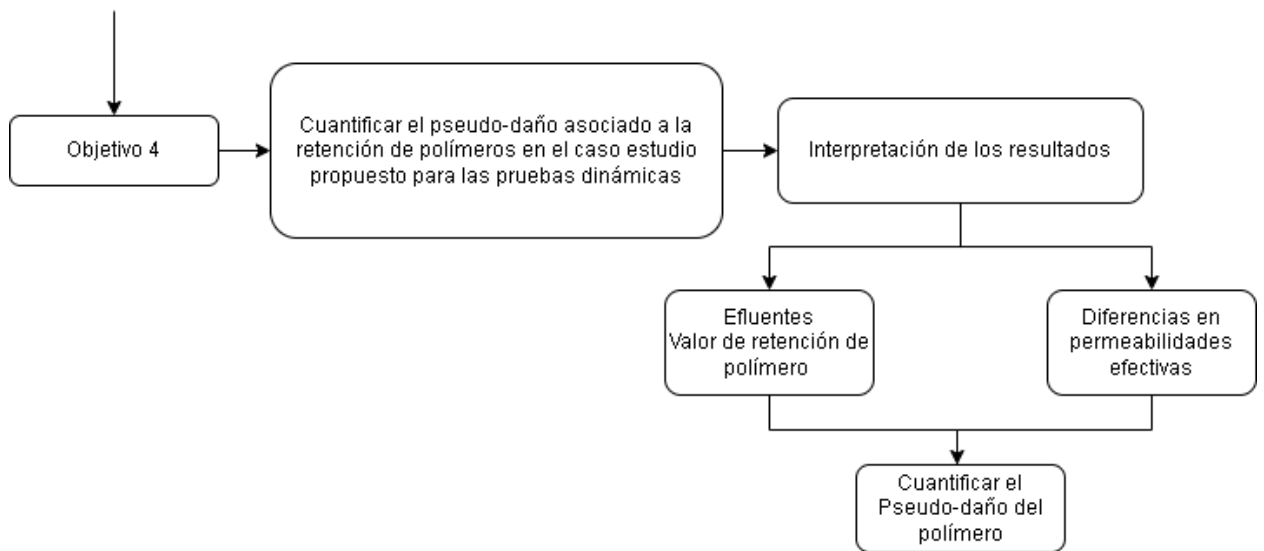 Objetivo 4
Cuantificar el pseudo-daño asociado a la
retención de polímeros en el caso estudio
propuesto para las pruebas dinámicas
Interpretación de los resultados
Efluentes
Valor de retención de
polímero
Diferencias en
permeabilidades
efectivas
Cuantificar el
Pseudo-daño del
polímero